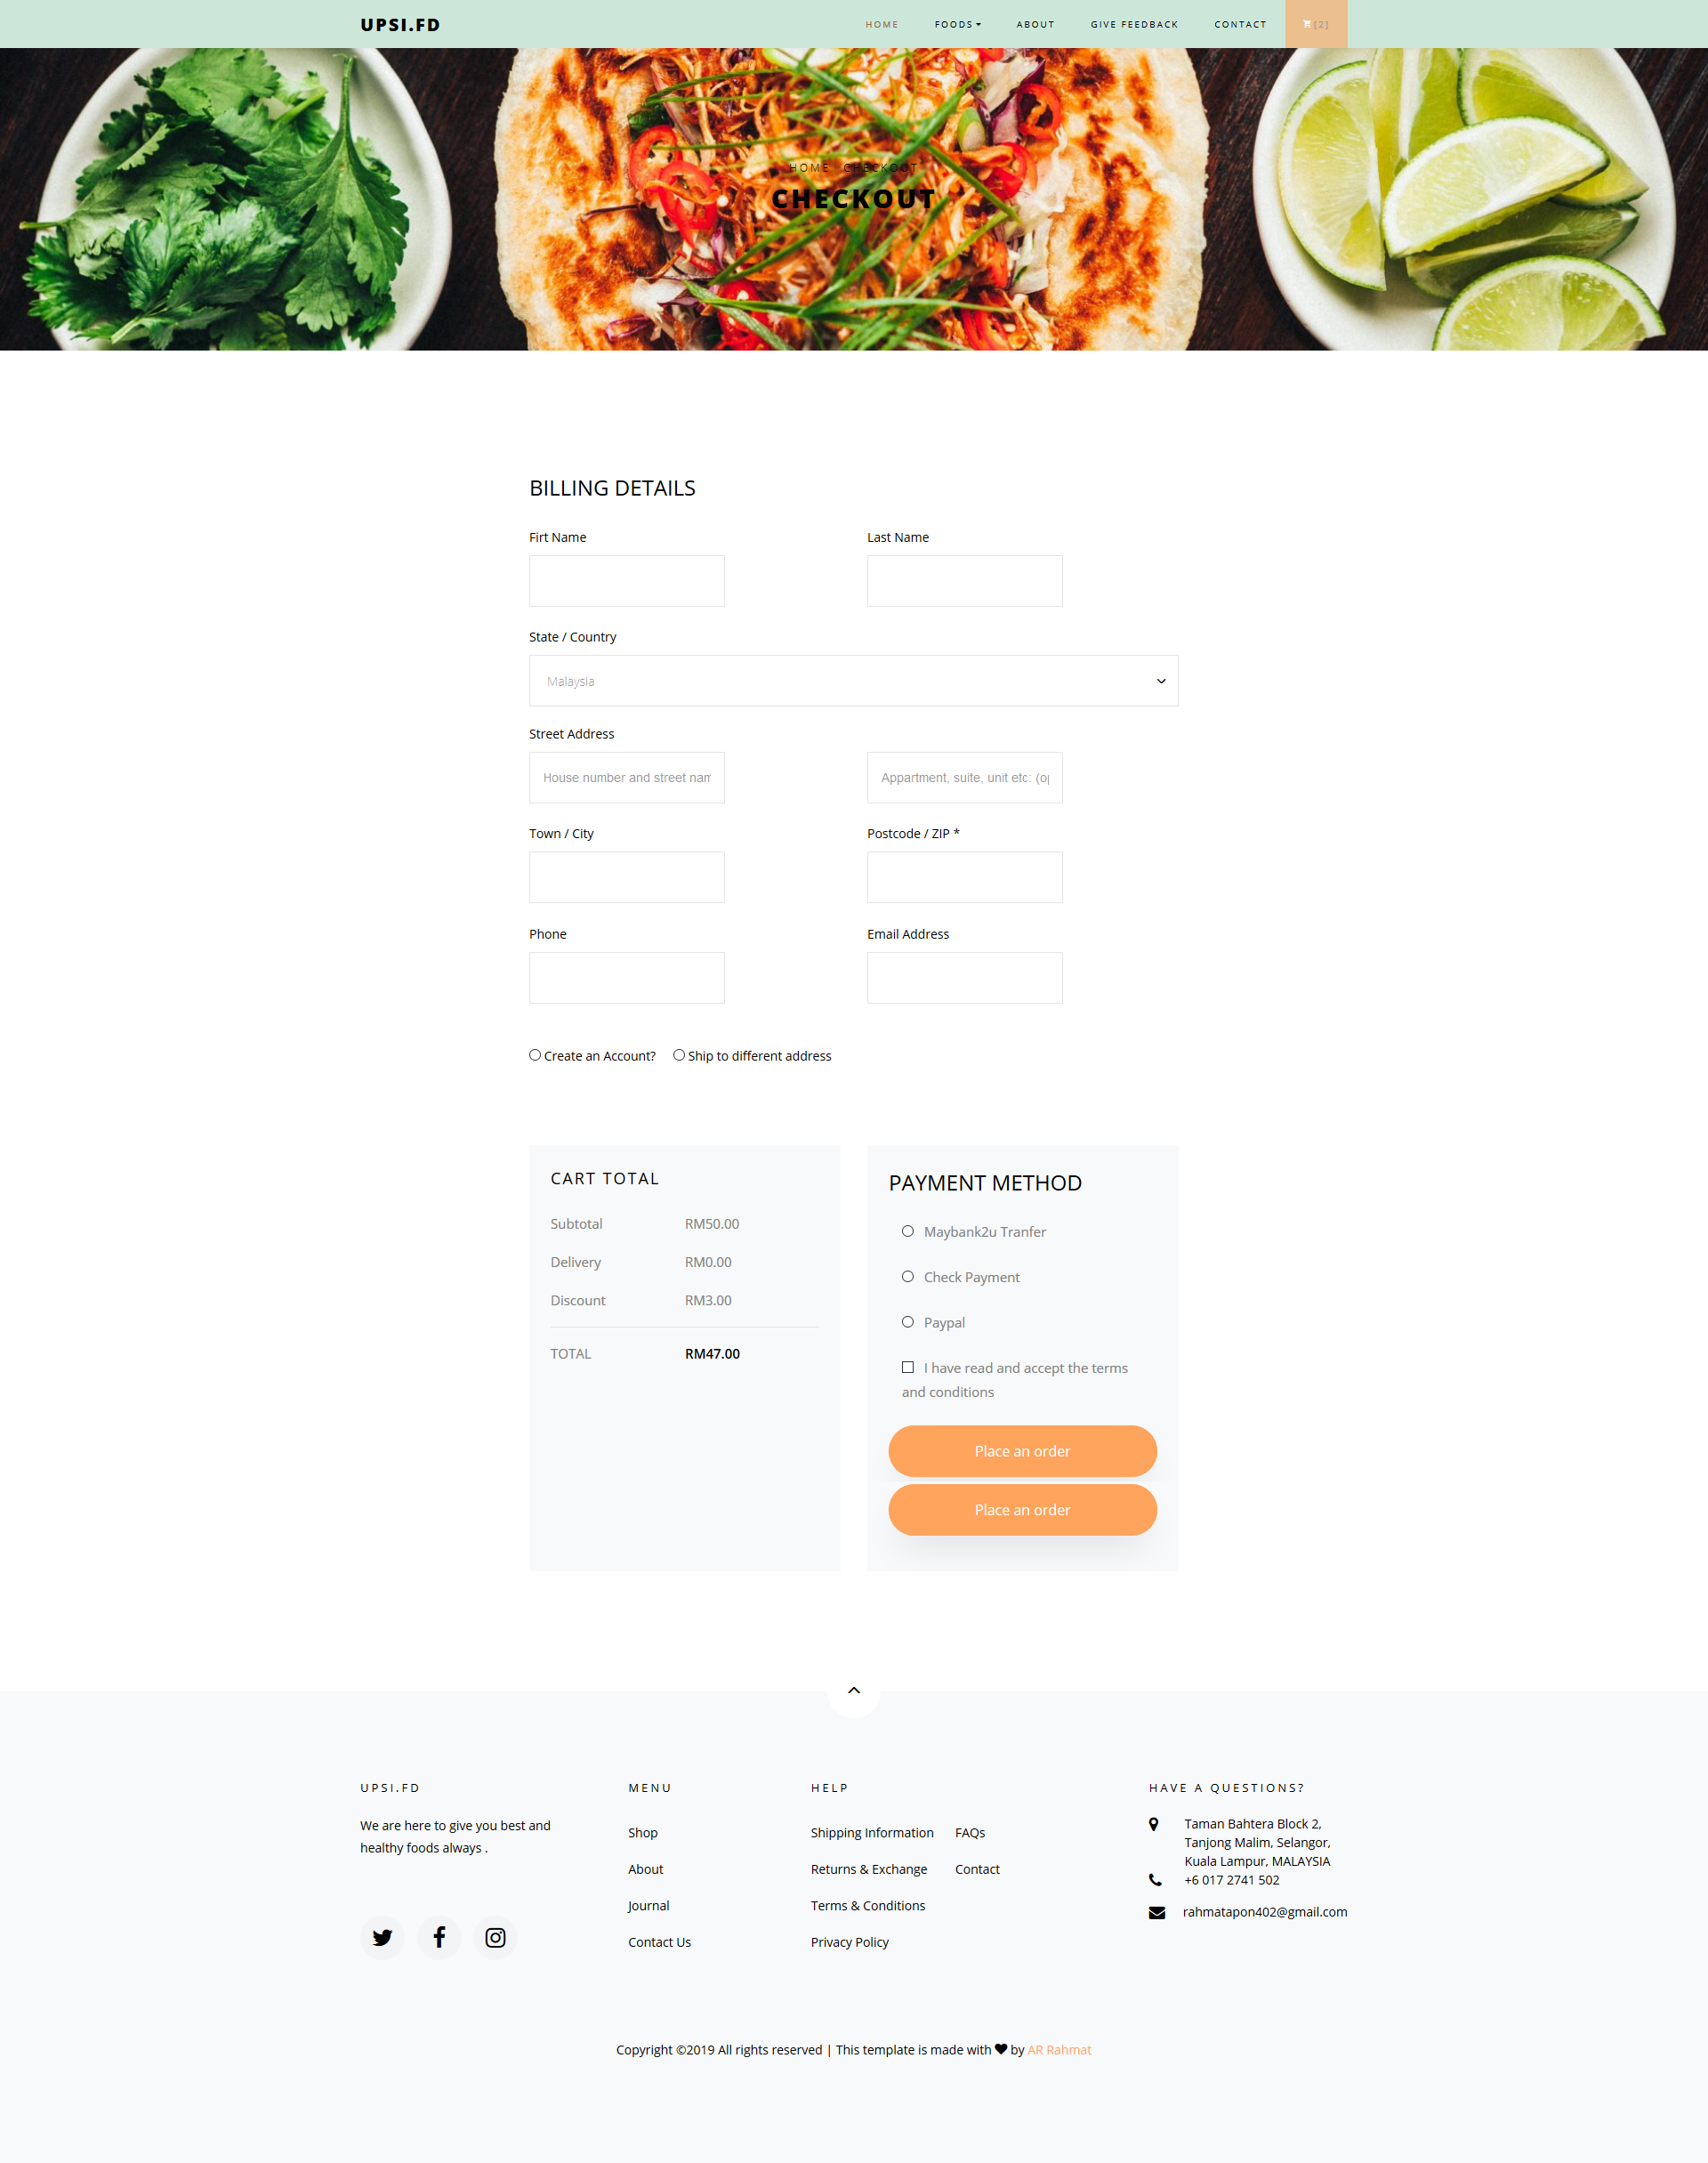 UPSI.FD
HOME FOODS ABOUT GIVE FEEDBACK CONTACT [2]
HOME CHECKOUT
CHECKOUT
BILLING DETAILS
Firt Name Last Name
State / Country
Malaysia
Street Address
House number and street nam Appartment, suite, unit etc: (op
Town / City Postcode / ZIP *
Phone Email Address
Create an Account? Ship to different address
CART TOTAL
Subtotal RM50.00
Delivery RM0.00
Discount RM3.00
TOTAL RM47.00
PAYMENT METHOD
Maybank2u Tranfer
Check Payment
Paypal
I have read and accept the terms
and conditions
Place an order
Place an order
UPSI.FD
We are here to give you best and
healthy foods always .
MENU
Shop
About
Journal
Contact Us
HELP
Shipping Information
Returns & Exchange
Terms & Conditions
Privacy Policy
FAQs
Contact
HAVE A QUESTIONS?
Taman Bahtera Block 2,
Tanjong Malim, Selangor,
Kuala Lampur, MALAYSIA
+6 017 2741 502
rahmatapon402@gmail.com
Copyright ©2019 All rights reserved | This template is made with ♥ by AR Rahmat